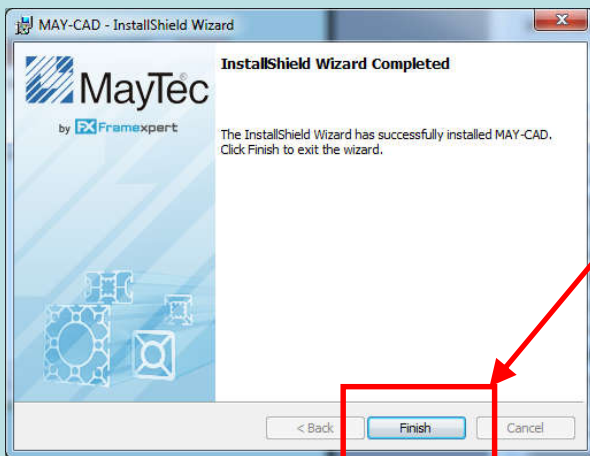 MAY-CAD - InstallShield Wizard
X
MayTec
by FX Framexpert
InstallShield Wizard Completed
The InstallShield Wizard has successfully installed MAY-CAD.
Click Finish to exit the wizard.
< Back
Finish
Cancel